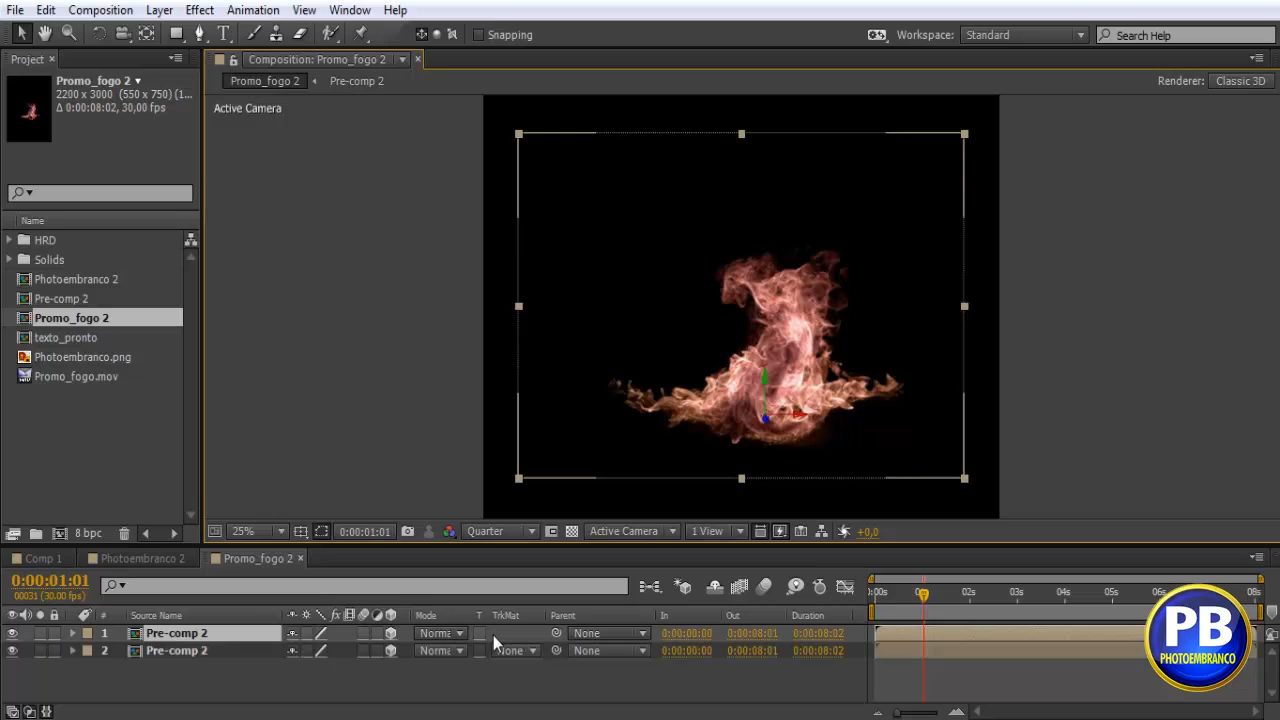 File Edit Composition Layer Effect Animation View Window Help
Snapping
Workspace: Standard
Search Help
Project
Composition: Promo_fogo 2
Promo_fogo 2
2200 x 3000 (550 x 750) (1...
Δ 0:00:08:02, 30,00 fps
Promo_fogo 2 Pre-comp 2
Renderer: Classic 3D
Active Camera
Name
HRD
Solids
Photoembranco 2
Pre-comp 2
Promo_fogo 2
texto_pronto
Photoembranco.png
Promo_fogo.mov
8 bpc
25% 0:00:01:01 Quarter Active Camera 1 View +0,0
Comp 1 Photoembranco 2 Promo_fogo 2
0:00:01:01
00031 (30.00 fps)
:00s 02s 03s 04s 05s 08s
# Source Name fx Mode T TrkMat Parent In Out Duration
1 Pre-comp 2 Norma None 0:00:00:00 0:00:08:01 0:00:08:02
2 Pre-comp 2 Norma None None 0:00:00:00 0:00:08:01 0:00:08:02
PB
PHOTOEMBRANCO